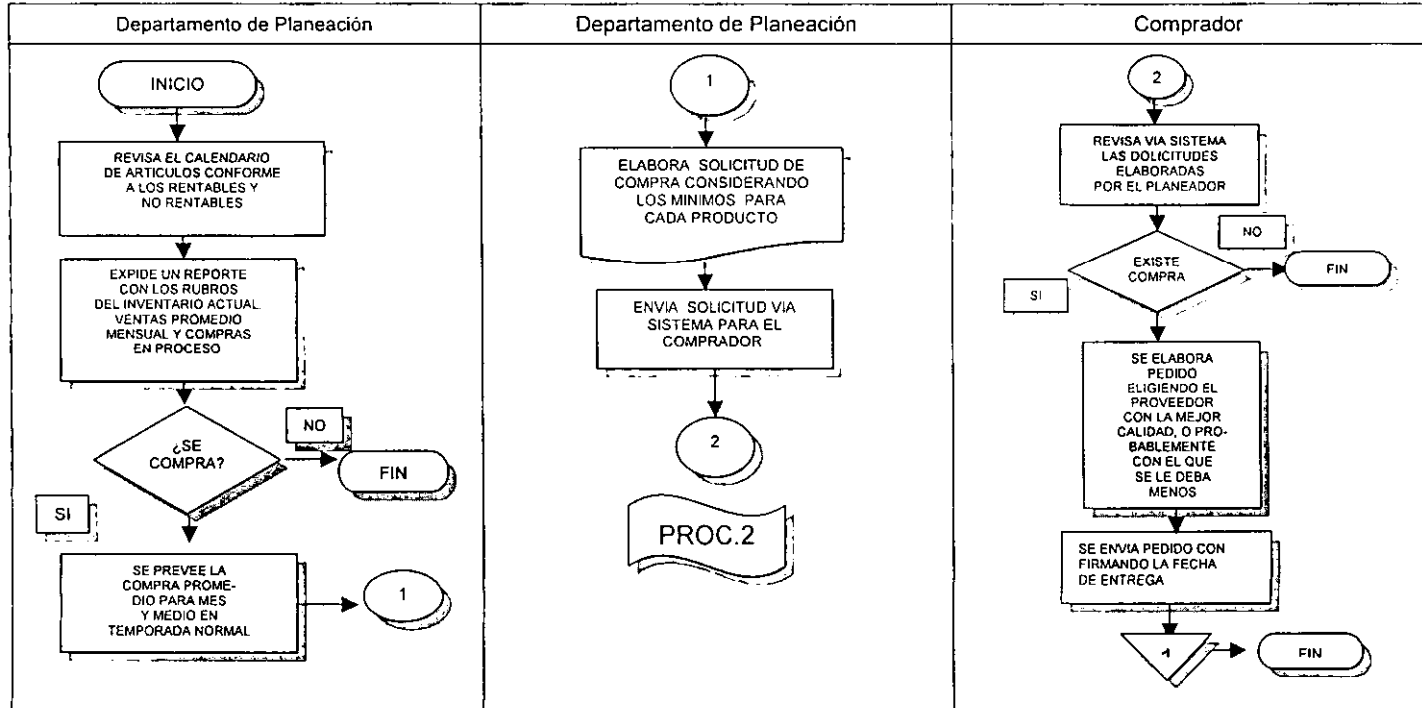 Departamento de Planeación
INICIO
REVISA EL CALENDARIO
DE ARTICULOS CONFORME
A LOS RENTABLES Y
NO RENTABLES
EXPIDE UN REPORTE
CON LOS RUBROS
DEL INVENTARIO ACTUAL
VENTAS PROMEDIO
MENSUAL Y COMPRAS
EN PROCESO
¿SE
COMPRA?
NO
FIN
SI
SE PREVEE LA
COMPRA PROME-
DIO PARA MES
Y MEDIO EN
TEMPORADA NORMAL
1
Departamento de Planeación
1
ELABORA SOLICITUD DE
COMPRA CONSIDERANDO
LOS MINIMOS PARA
CADA PRODUCTO
ENVIA SOLICITUD VIA
SISTEMA PARA EL
COMPRADOR
2
PROC.2
Comprador
2
REVISA VIA SISTEMA
LAS DOLICITUDES
ELABORADAS
POR EL PLANEADOR
EXISTE
COMPRA
NO
FIN
SI
SE ELABORA
PEDIDO
ELIGIENDO EL
PROVEEDOR
CON LA MEJOR
CALIDAD, O PRO-
BABLEMENTE
CON EL QUE
SE LE DEBA
MENOS
SE ENVIA PEDIDO CON
FIRMANDO LA FECHA
DE ENTREGA
FIN